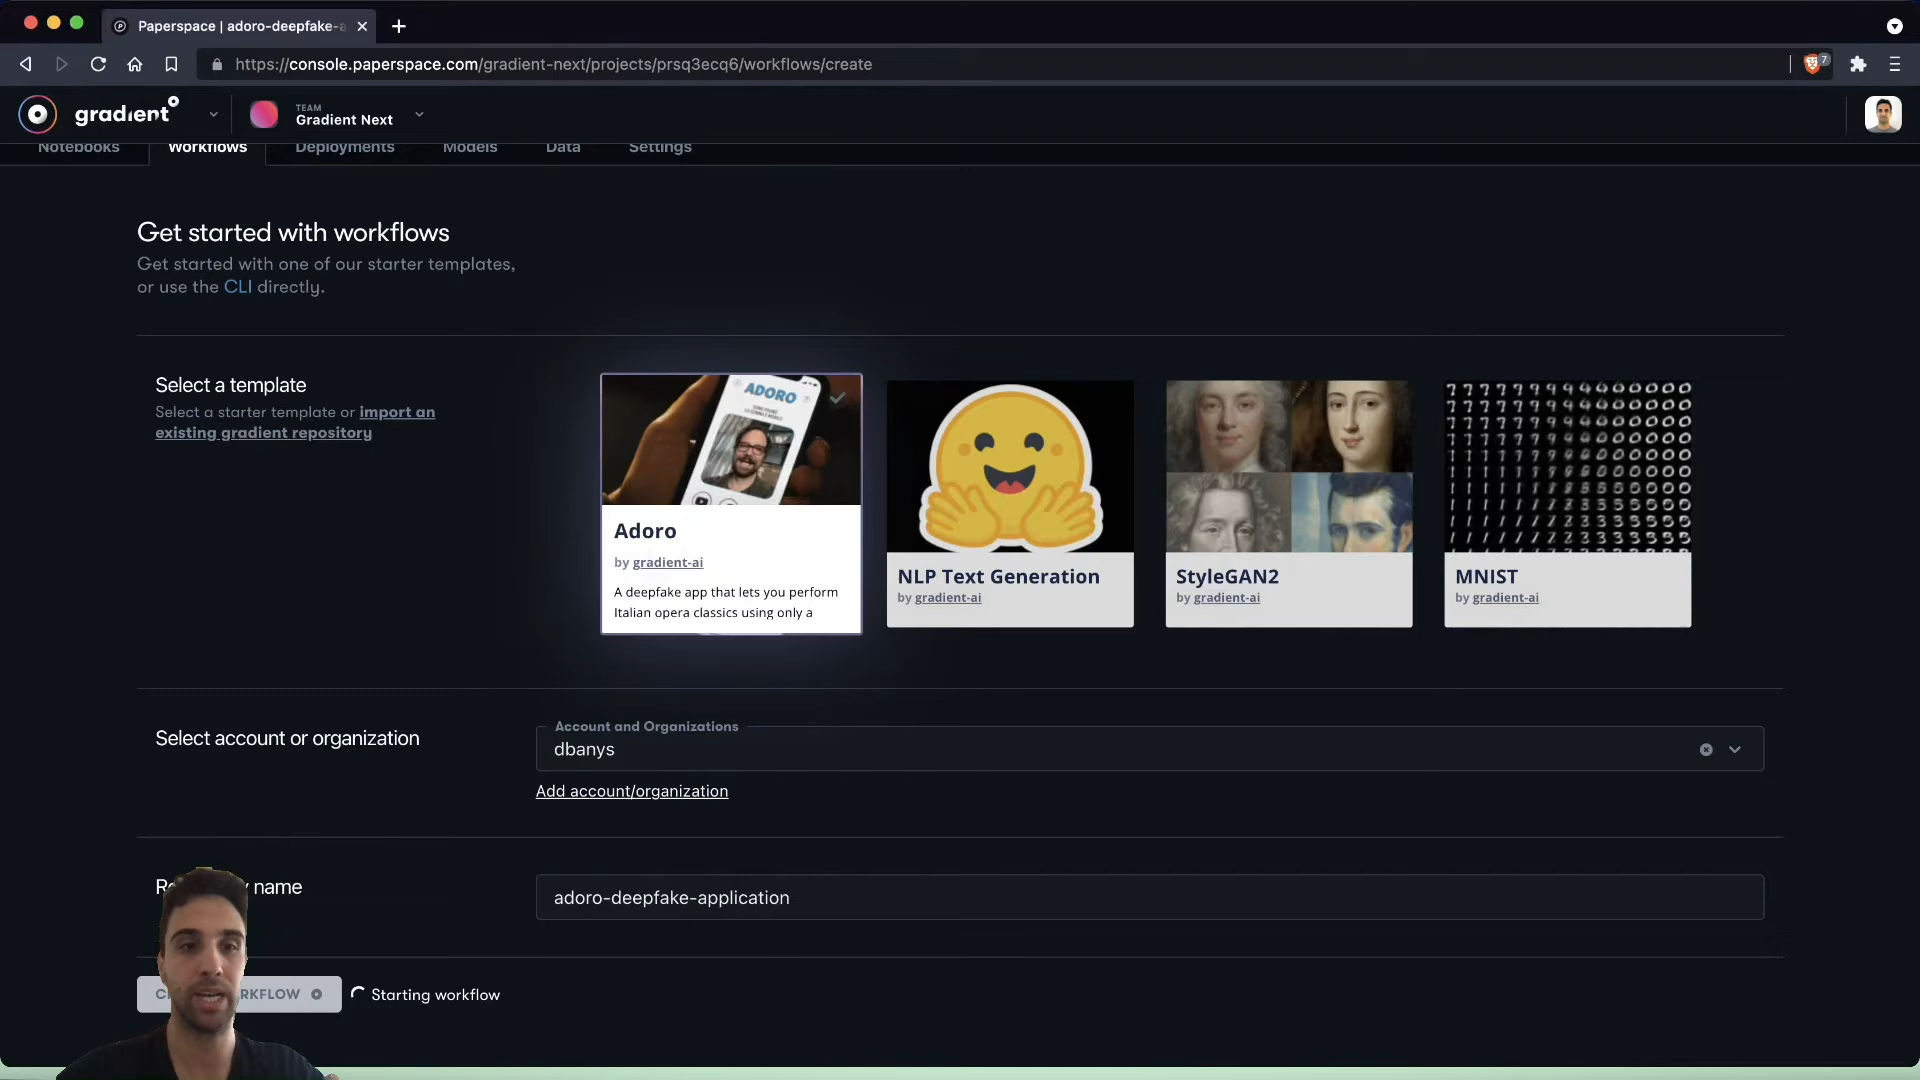 Paperspace | adoro-deepfake-a
https://console.paperspace.com/gradient-next/projects/prsq3ecq6/workflows/create
7
gradient
TEAM
Gradient Next
Notebooks
Workflows
Deployments
Models
Data
Settings
Get started with workflows
Get started with one of our starter templates,
or use the CLI directly.
Select a template
Select a starter template or import an
existing gradient repository
ADORO
Adoro
by gradient-ai
A deepfake app that lets you perform
Italian opera classics using only a
NLP Text Generation
by gradient-ai
StyleGAN2
by gradient-ai
MNIST
by gradient-ai
Select account or organization
Account and Organizations
dbanys
Add account/organization
name
adoro-deepfake-application
RKFLOW
Starting workflow